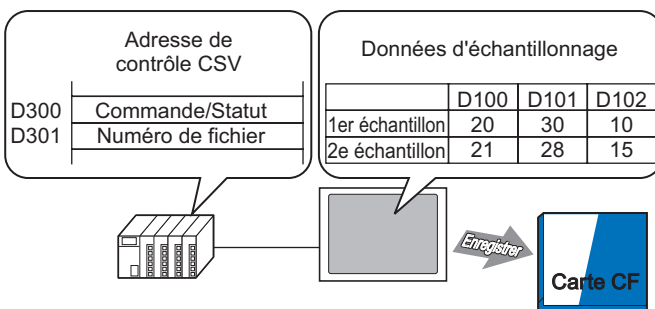 Adresse de
contrôle CSV
D300 Commande/Statut
D301 Numéro de fichier
Données d'échantillonnage
D100 D101 D102
1er échantillon 20 30 10
2e échantillon 21 28 15
Enregistrer
Carte CF